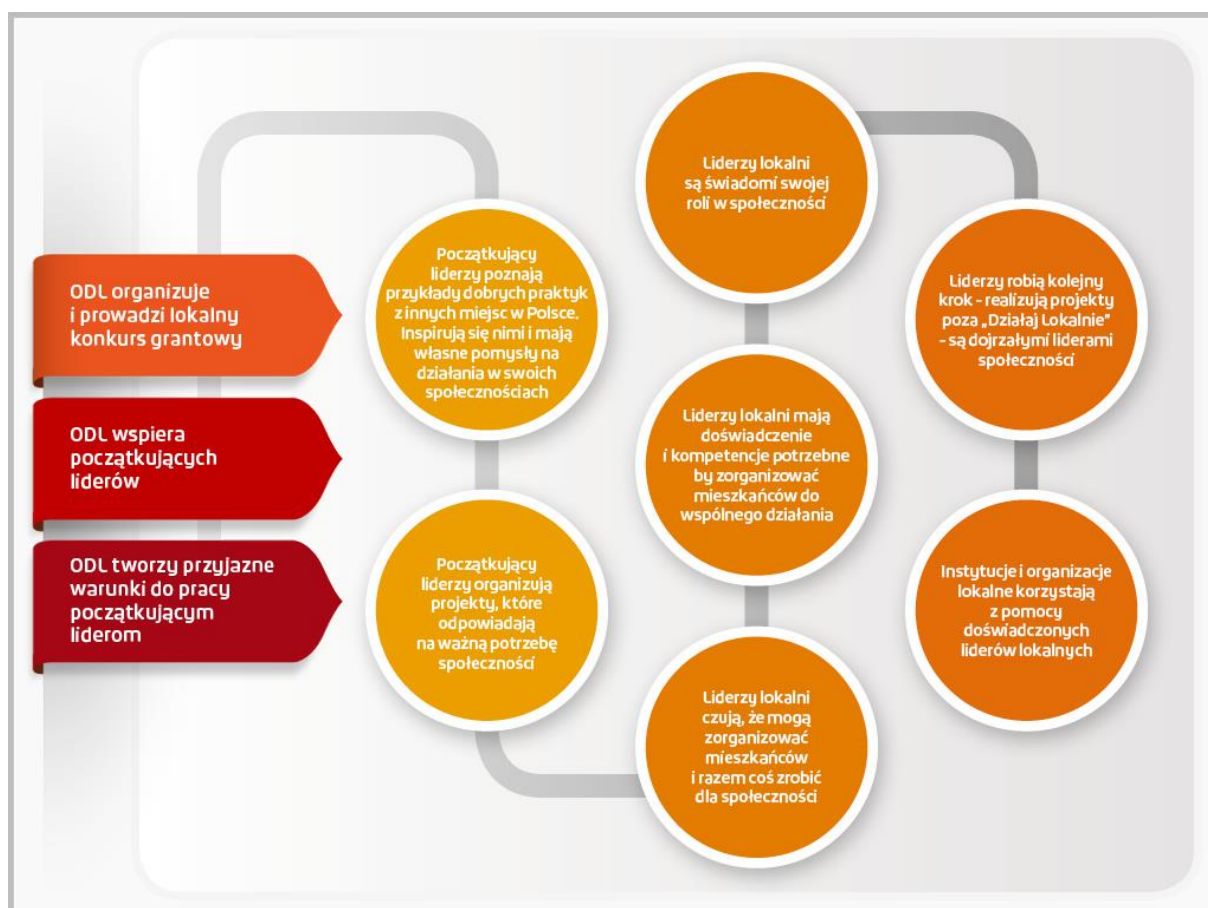 ODL organizuje
i prowadzi lokalny
konkurs grantowy
ODL wspiera
początkujących
liderów
ODL tworzy przyjazne
warunki do pracy
początkującym
liderom
Początkujący
liderzy poznają
przykłady dobrych praktyk
z innych miejsc w Polsce.
Inspirują się nimi i mają
własne pomysły na
działania w swoich
społecznościach
Początkujący
liderzy organizują
projekty, które
odpowiadają
na ważną potrzebę
społeczności
Liderzy lokalni
są świadomi swojej
roli w społeczności
Liderzy lokalni mają
doświadczenie
i kompetencje potrzebne
by zorganizować
mieszkańców do
wspólnego działania
Liderzy lokalni
czują, że mogą
zorganizować
mieszkańców
i razem coś zrobić
dla społeczności
Liderzy robią kolejny
krok - realizują projekty
poza „Działaj Lokalnie”
- są dojrzałymi liderami
społeczności
Instytucje i organizacje
lokalne korzystają
z pomocy
doświadczonych
liderów lokalnych